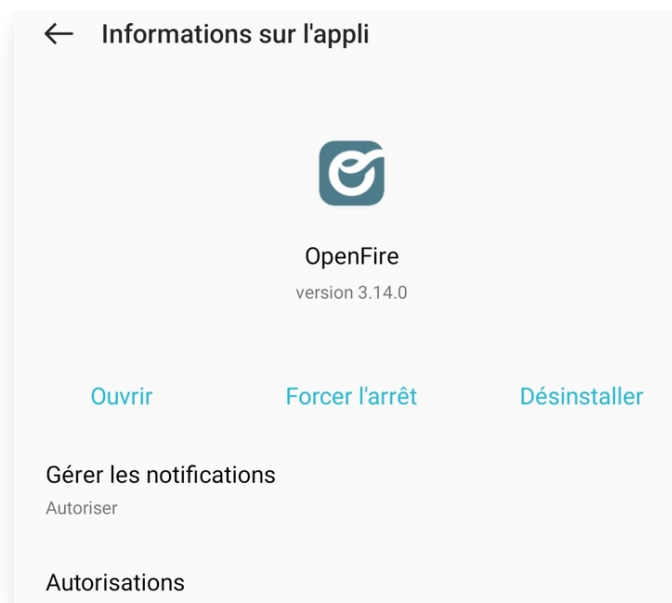 Informations sur l'appli
OpenFire
version 3.14.0
Ouvrir Forcer l'arrêt Désinstaller
Gérer les notifications
Autoriser
Autorisations